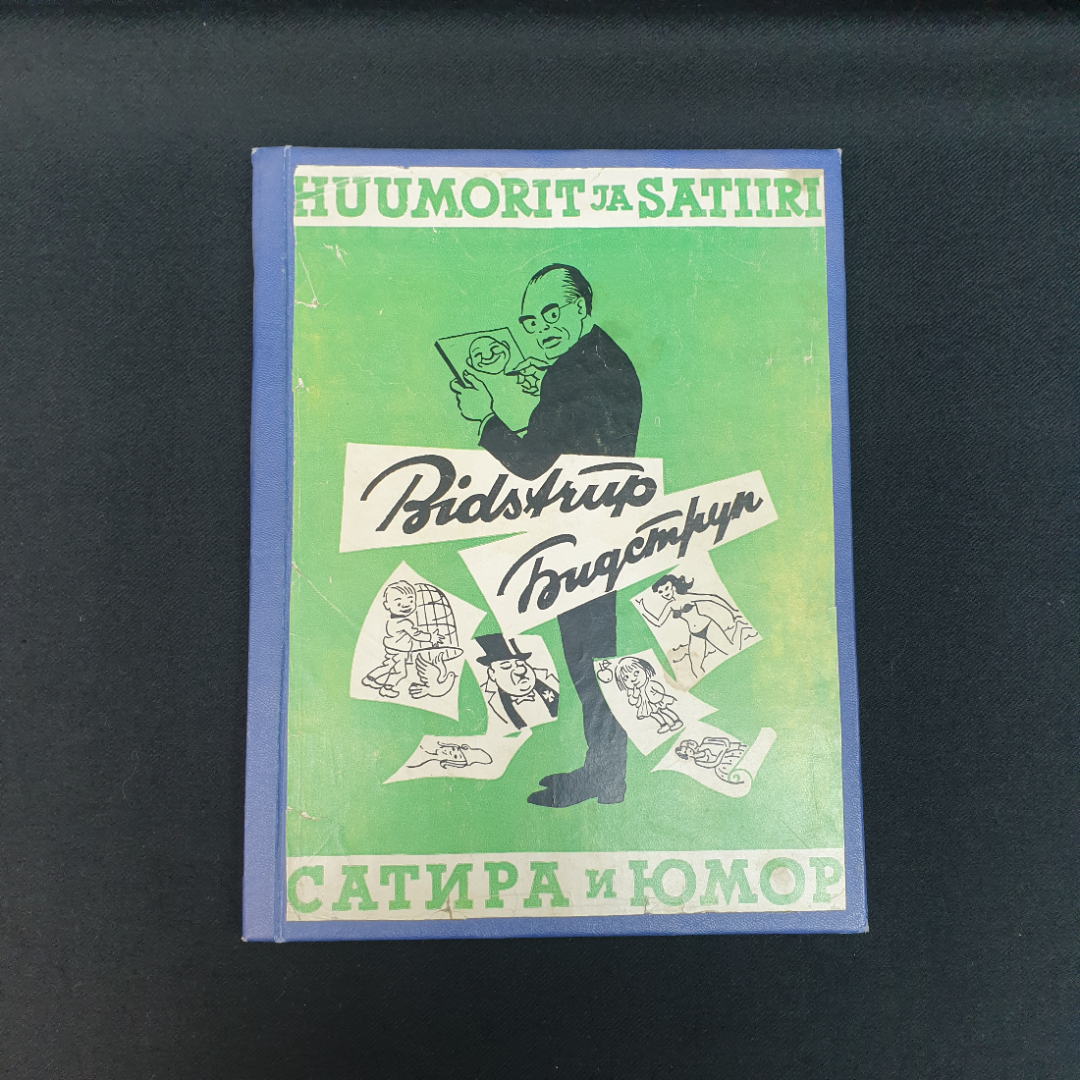 HUUMORIT JA SATIIRI
Bidstrup
Бидструп
САТИРА И ЮМОР